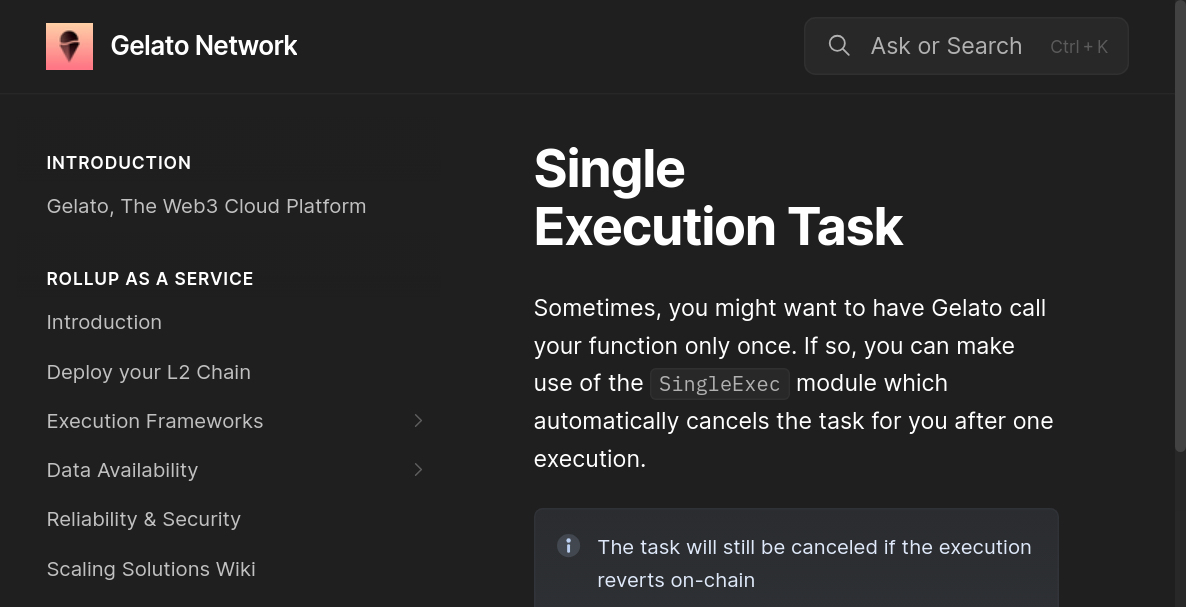 Gelato Network
Ask or Search Ctrl + K
INTRODUCTION
Gelato, The Web3 Cloud Platform
ROLLUP AS A SERVICE
Introduction
Deploy your L2 Chain
Execution Frameworks
Data Availability
Reliability & Security
Scaling Solutions Wiki
Single
Execution Task
Sometimes, you might want to have Gelato call
your function only once. If so, you can make
use of the SingleExec module which
automatically cancels the task for you after one
execution.
The task will still be canceled if the execution
reverts on-chain